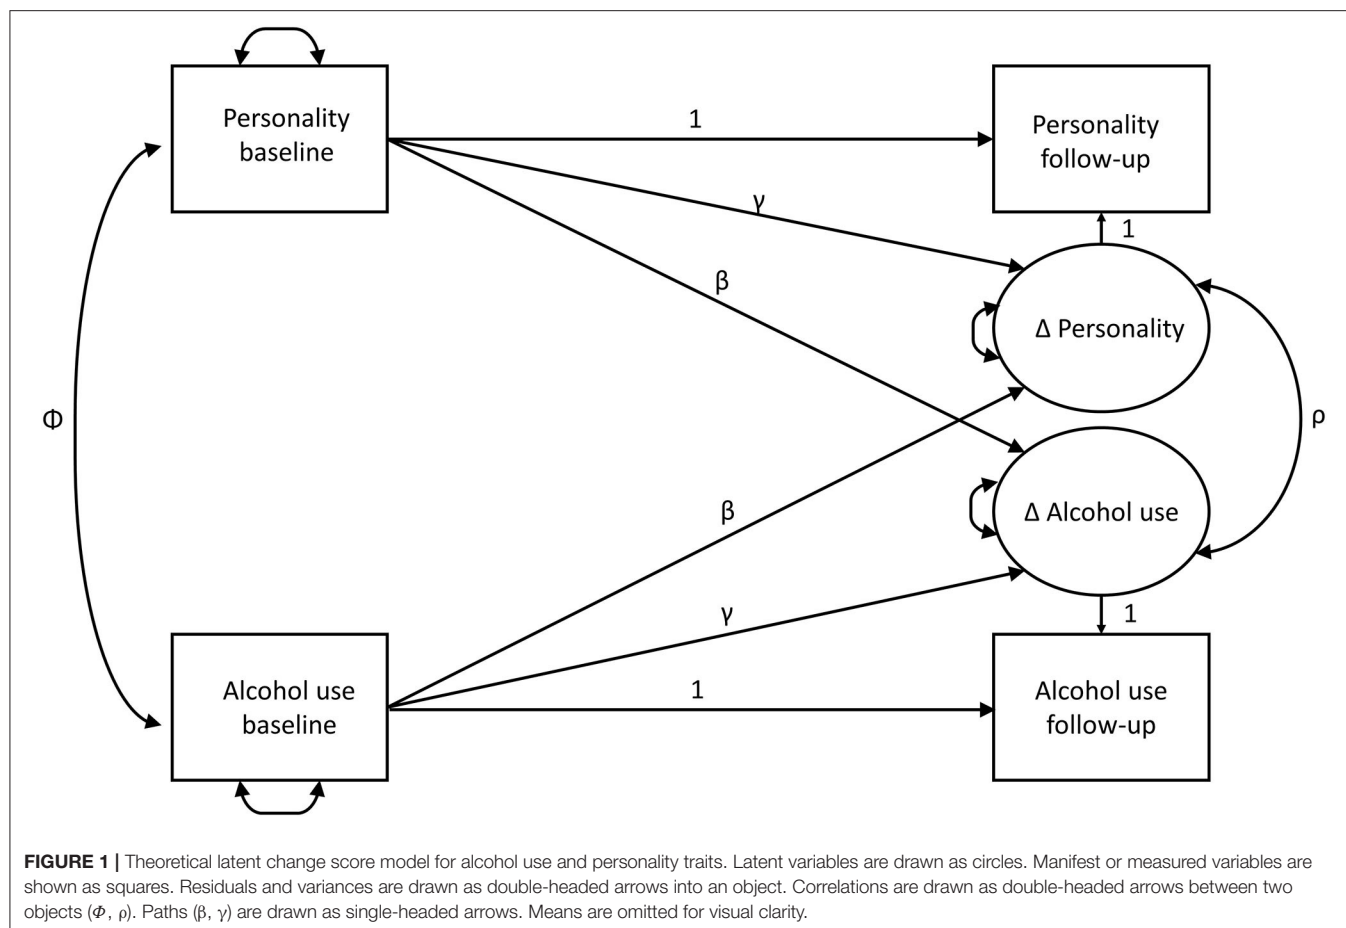 Personality
baseline
1
Personality
follow-up
γ
1
β
Δ Personality
Φ
ρ
β
Δ Alcohol use
γ
1
Alcohol use
baseline
1
Alcohol use
follow-up
FIGURE 1 | Theoretical latent change score model for alcohol use and personality traits. Latent variables are drawn as circles. Manifest or measured variables are
shown as squares. Residuals and variances are drawn as double-headed arrows into an object. Correlations are drawn as double-headed arrows between two
objects (Φ, ρ). Paths (β, γ) are drawn as single-headed arrows. Means are omitted for visual clarity.